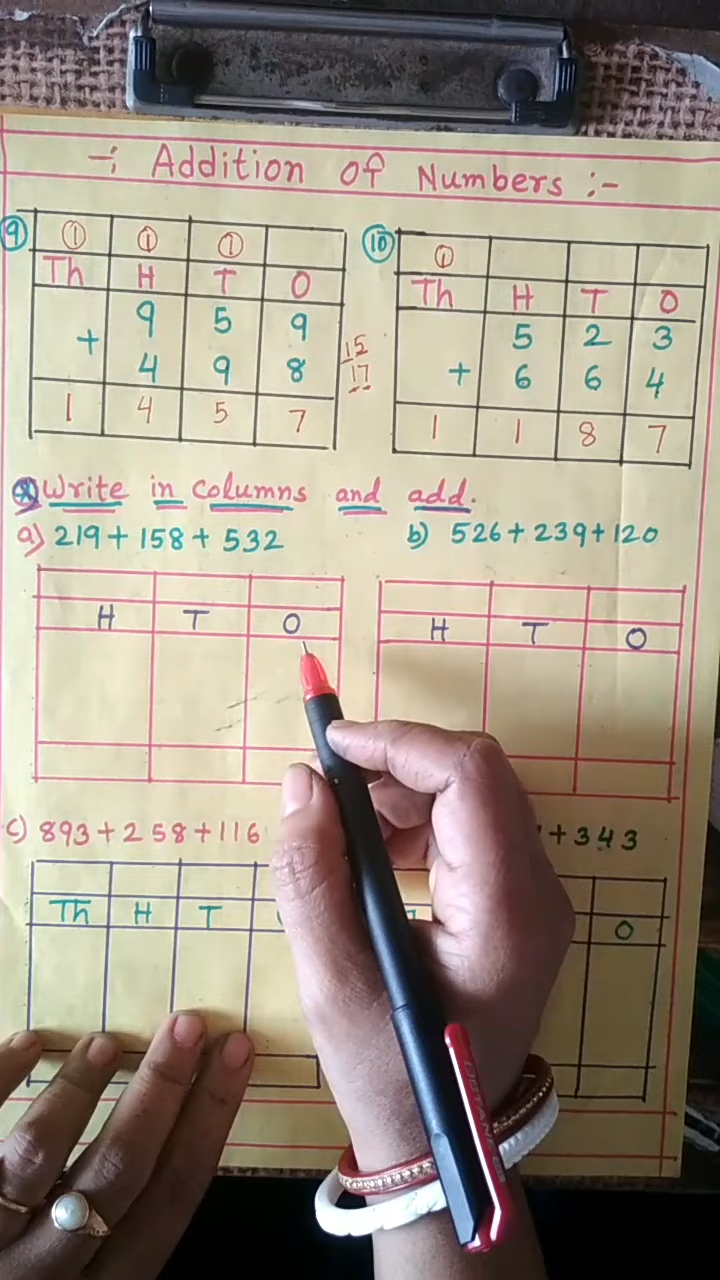 -: Addition of Numbers :-
9 ① ① ①
Th H T O
9 5 9
+ 4 9 8
1 4 5 7
15
17
10 ①
Th H T O
5 2 3
+ 6 6 4
1 1 8 7
Write in columns and add.
a) 219+158+532
b) 526+239+120
H T O
H T O
c) 893+258+116
+343
Th H T
O